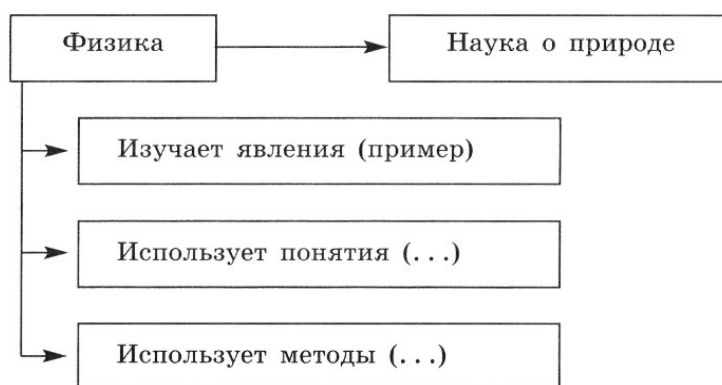 Физика
Наука о природе
Изучает явления (пример)
Использует понятия (...)
Использует методы (...)